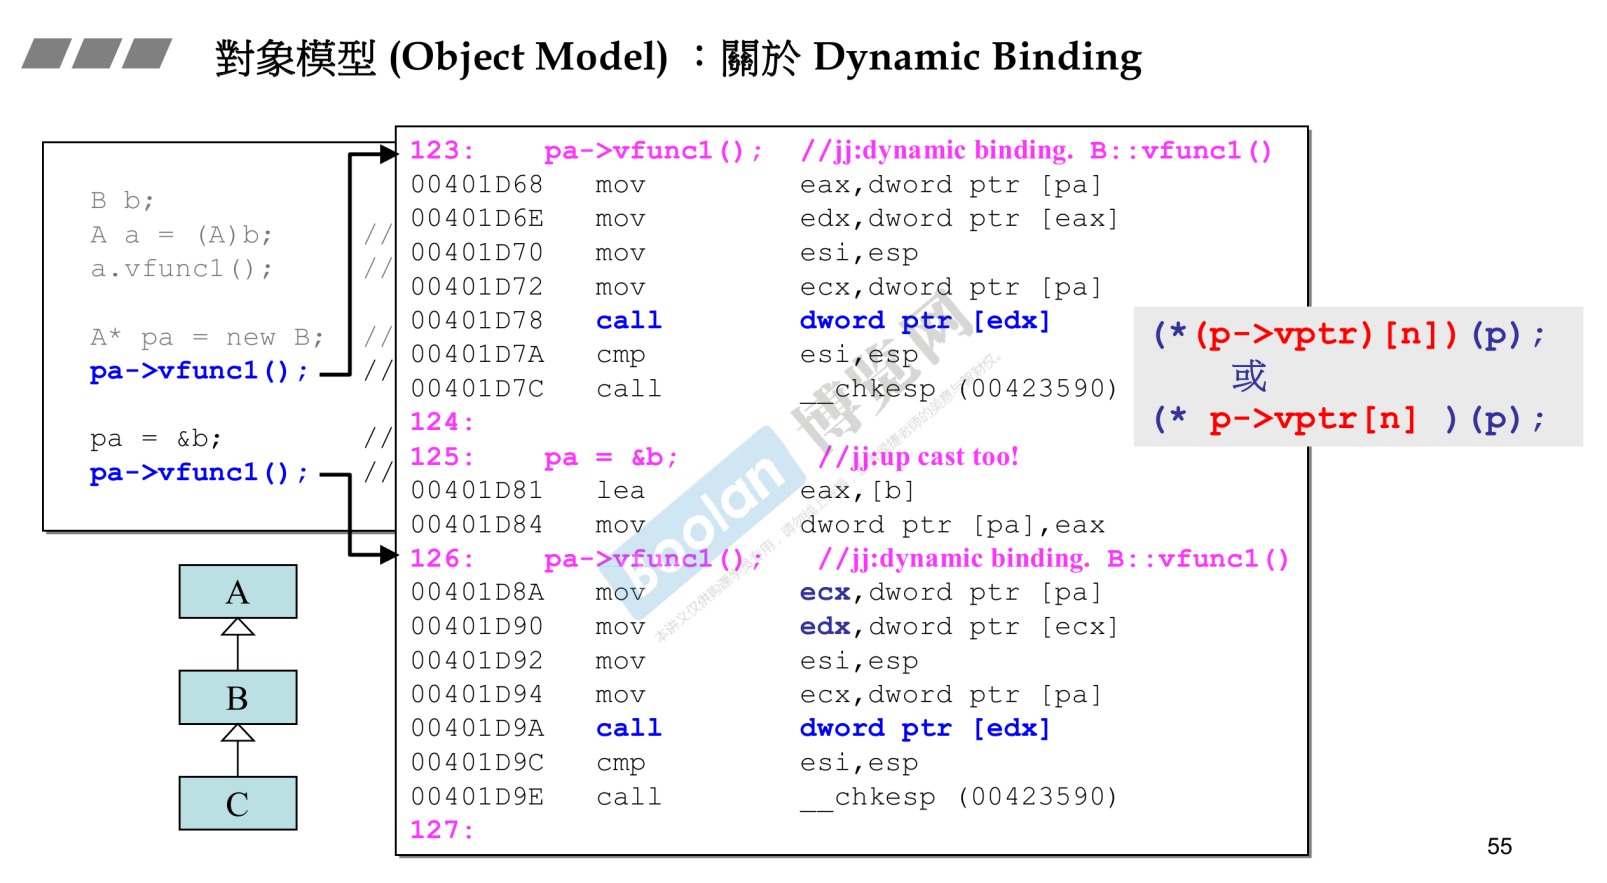 對象模型 (Object Model) ：關於 Dynamic Binding
B b;
A a = (A)b; //
a.vfunc1(); //
A* pa = new B; //
pa->vfunc1(); //
pa = &b; //
pa->vfunc1(); //
123: pa->vfunc1(); //jj:dynamic binding. B::vfunc1()
00401D68 mov eax,dword ptr [pa]
00401D6E mov edx,dword ptr [eax]
00401D70 mov esi,esp
00401D72 mov ecx,dword ptr [pa]
00401D78 call dword ptr [edx]
00401D7A cmp esi,esp
00401D7C call __chkesp (00423590)
124:
125: pa = &b; //jj:up cast too!
00401D81 lea eax,[b]
00401D84 mov dword ptr [pa],eax
126: pa->vfunc1(); //jj:dynamic binding. B::vfunc1()
00401D8A mov ecx,dword ptr [pa]
00401D90 mov edx,dword ptr [ecx]
00401D92 mov esi,esp
00401D94 mov ecx,dword ptr [pa]
00401D9A call dword ptr [edx]
00401D9C cmp esi,esp
00401D9E call __chkesp (00423590)
127:
(*(p->vptr)[n])(p);
或
(* p->vptr[n] )(p);
A
B
C
boolan
博览网
55